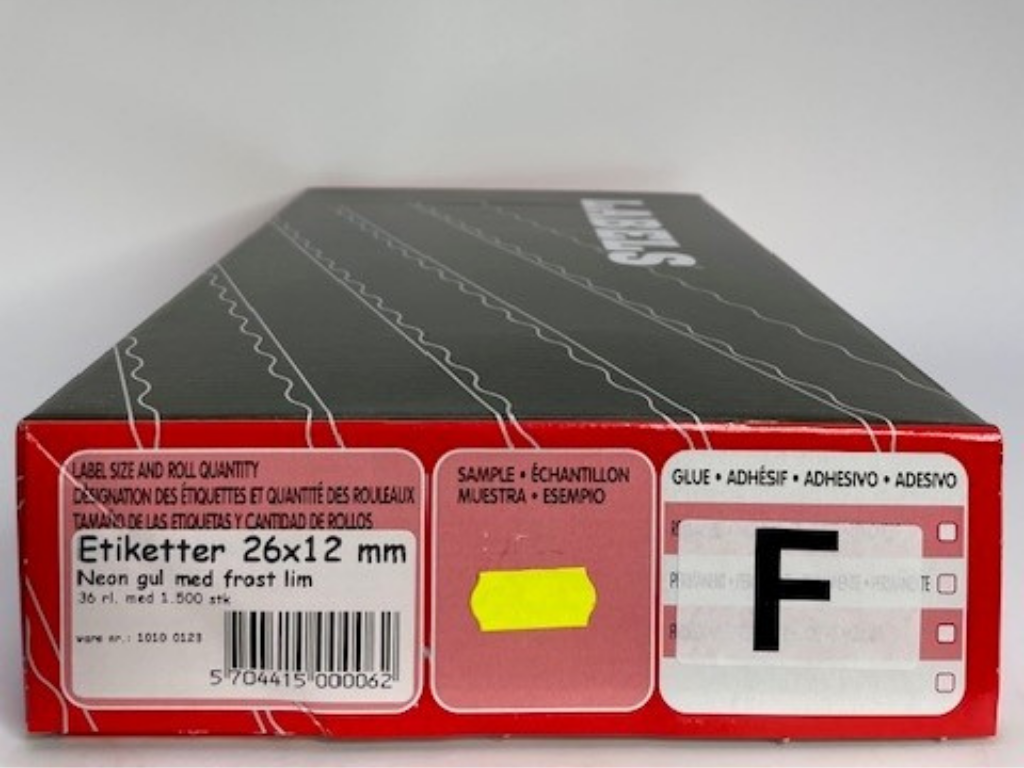 LABELS
LABEL SIZE AND ROLL QUANTITY
DÉSIGNATION DES ÉTIQUETTES ET QUANTITÉ DES ROULEAUX
TAMAÑO DE LAS ETIQUETAS Y CANTIDAD DE ROLLOS
Etiketter 26x12 mm
Neon gul med frost lim
36 rl. med 1.500 stk
vare nr.: 1010 0123
5 704415 000062
SAMPLE • ÉCHANTILLON
MUESTRA • ESEMPIO
GLUE • ADHÉSIF • ADHESIVO • ADESIVO
F